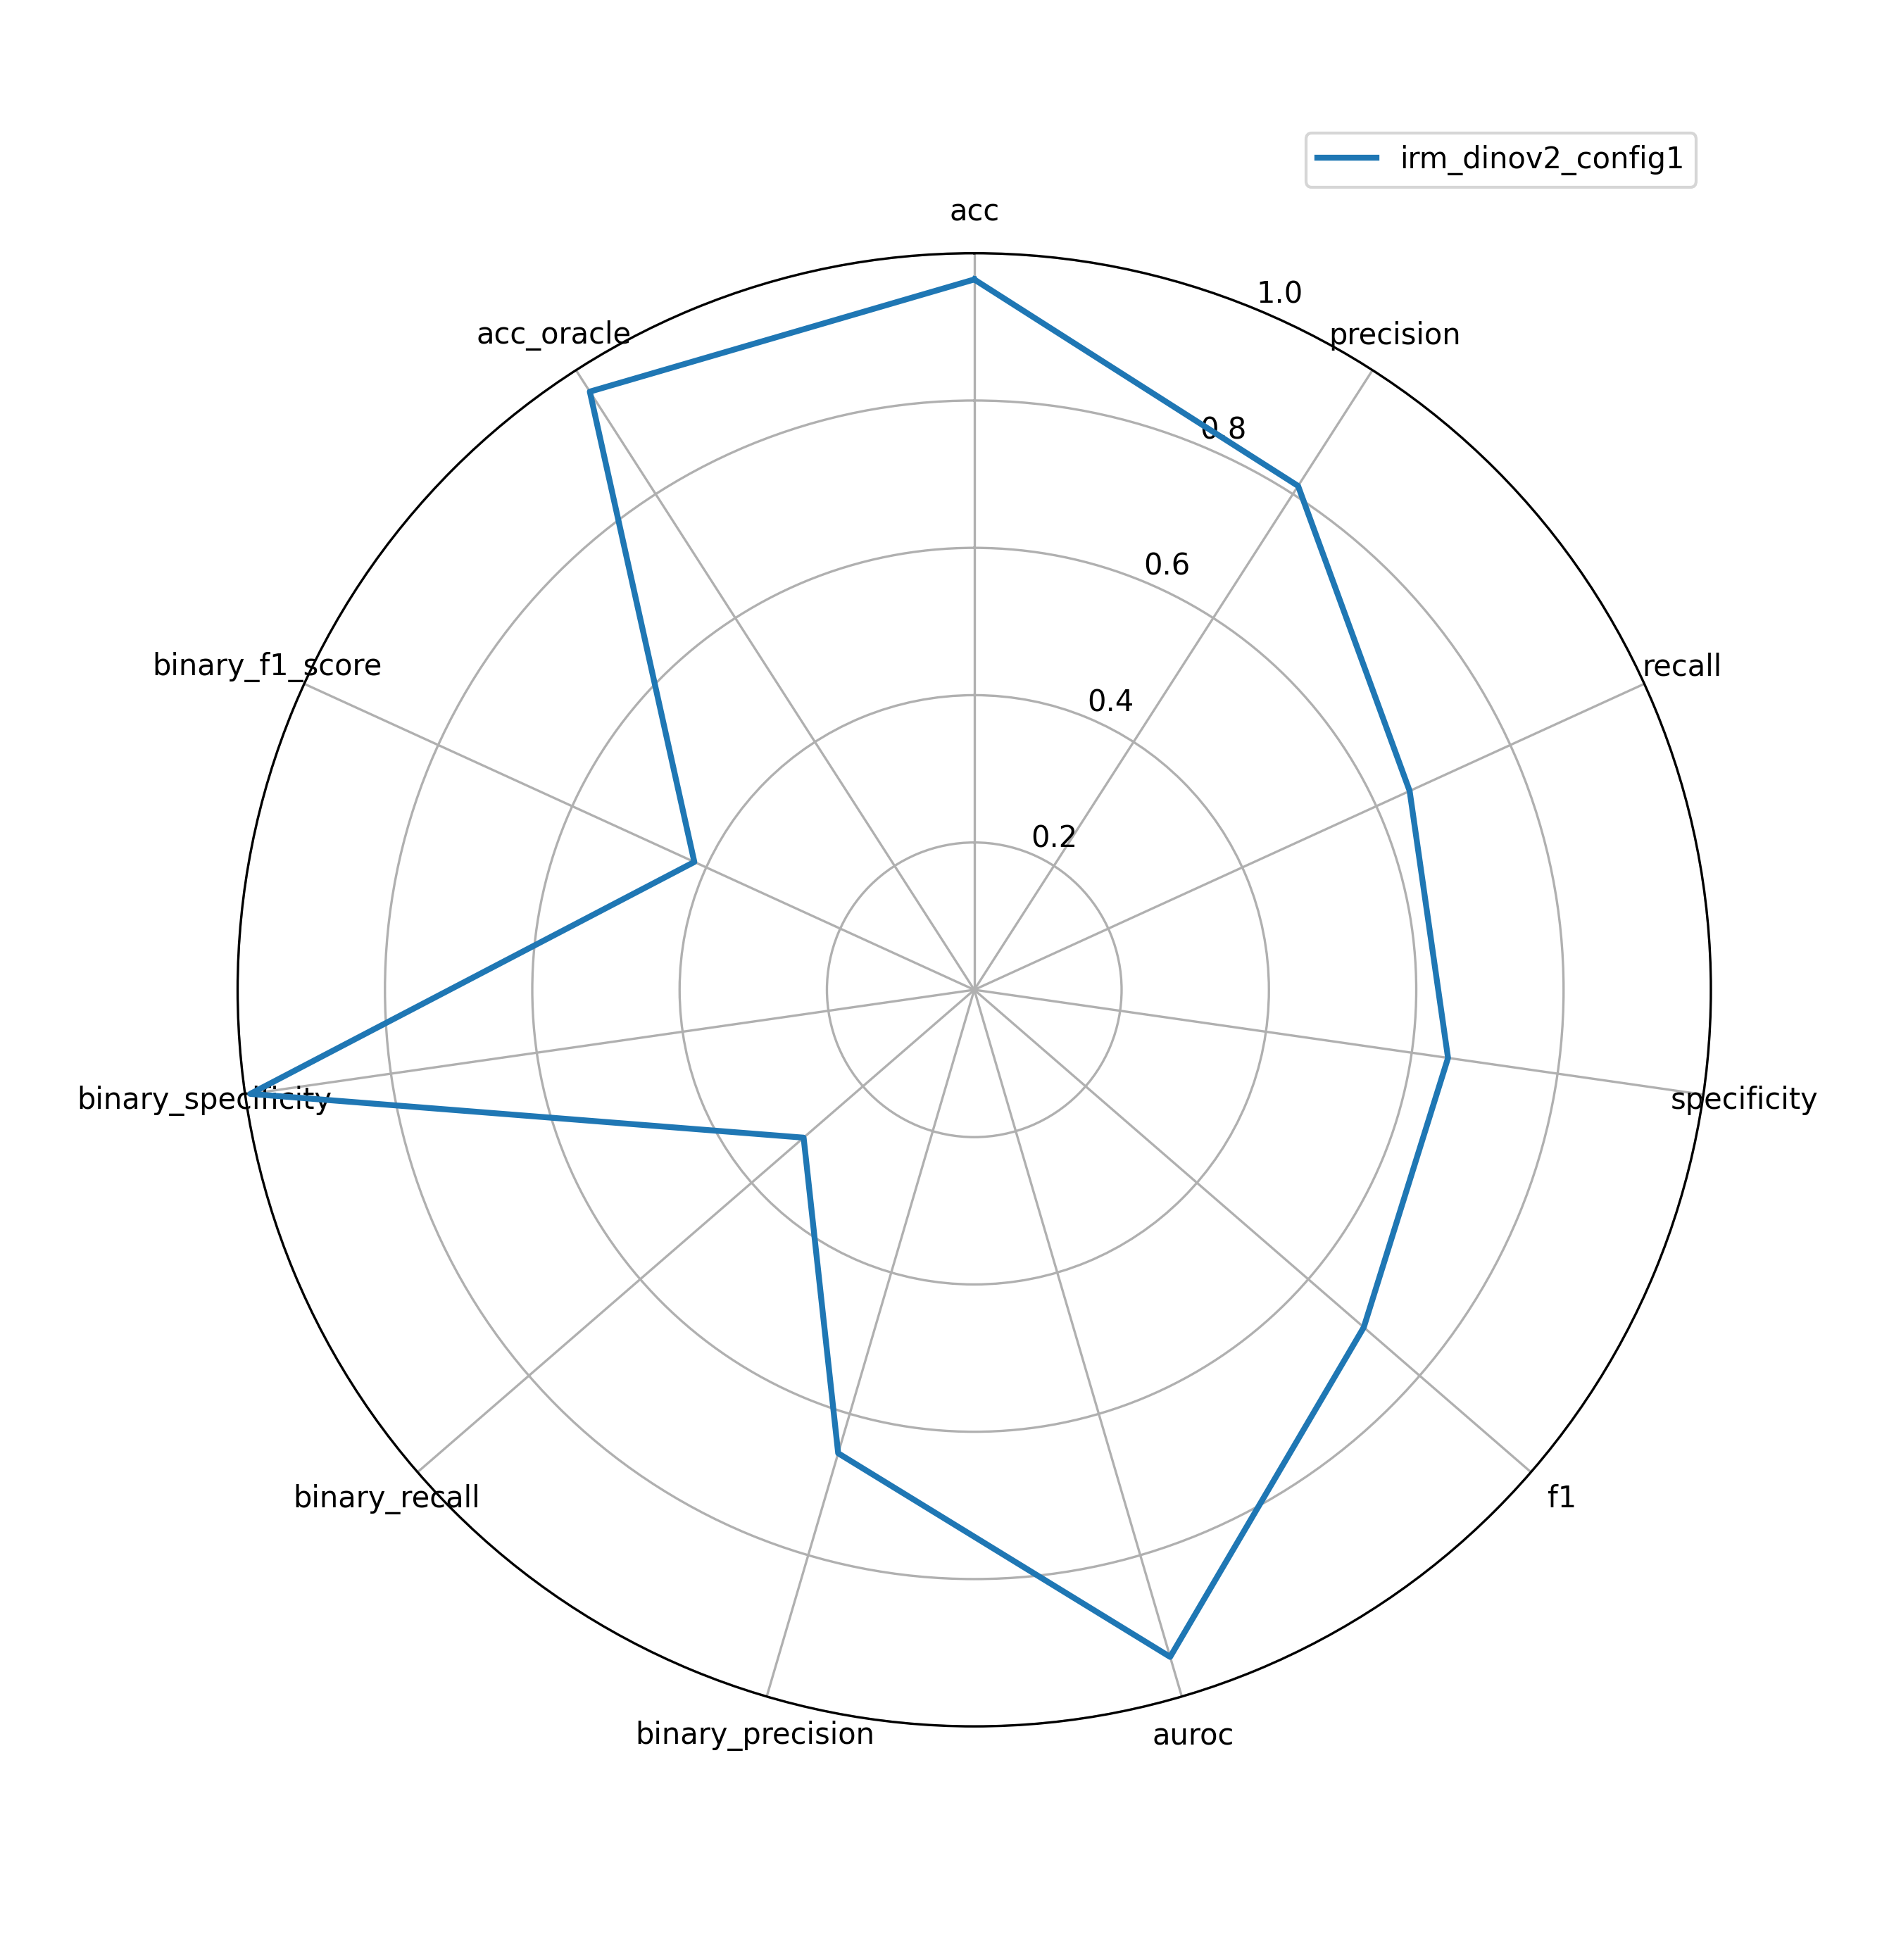 irm_dinov2_config1
acc
1.0
acc_oracle
precision
0.8
0.6
binary_f1_score
recall
0.4
0.2
binary_specificity
specificity
binary_recall
f1
binary_precision
auroc